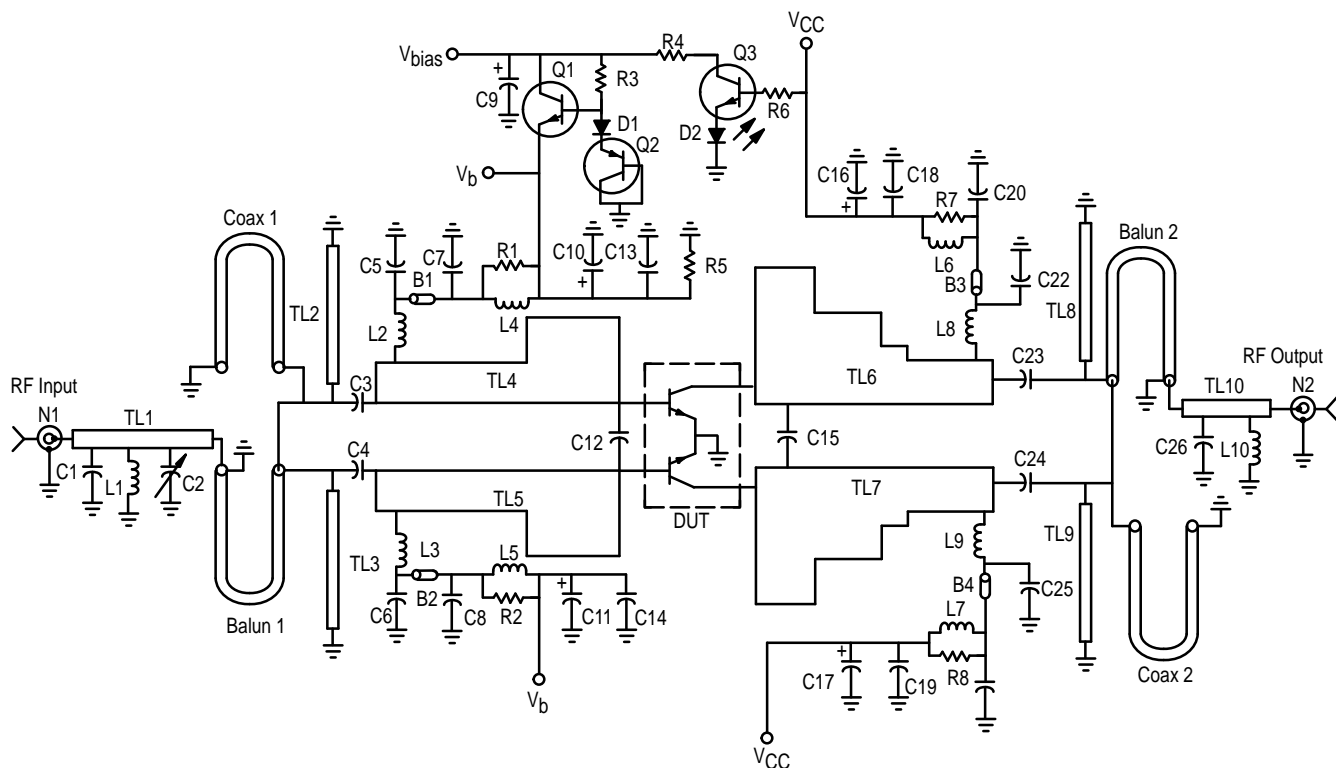 VCC
R4
Q3
Vbias
Q1
R3
C9
R6
D1
D2
Q2
Vb
C16
C18
C20
Coax 1
R7
Balun 2
C5
C7
R1
C10
C13
R5
L6
C22
B1
B3
TL2
TL8
L2
L4
L8
RF Input
C3
TL4
TL6
C23
RF Output
N1
TL1
TL10
N2
C12
C15
C1
L1
C2
C4
C24
C26
L10
TL5
DUT
TL7
TL3
L3
L5
L9
TL9
B4
C25
C6
B2
C8
R2
C11
C14
L7
Balun 1
C17
C19
R8
Coax 2
Vb
VCC